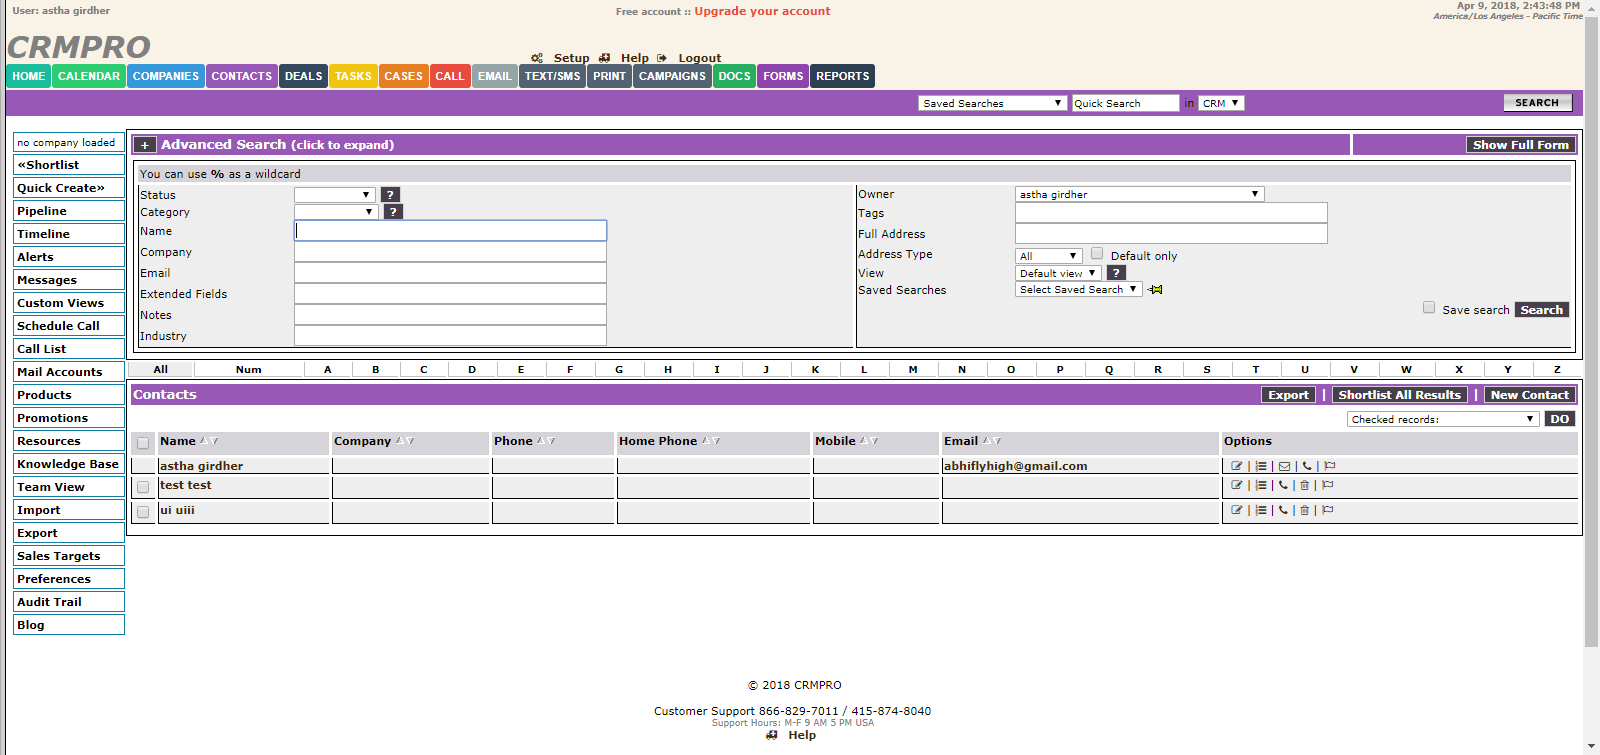 User: astha girdher
Free account :: Upgrade your account
Apr 9, 2018, 2:43:48 PM
America/Los Angeles - Pacific Time
CRMPRO
Setup Help Logout
HOME CALENDAR COMPANIES CONTACTS DEALS TASKS CASES CALL EMAIL TEXT/SMS PRINT CAMPAIGNS DOCS FORMS REPORTS
Saved Searches Quick Search in CRM SEARCH
no company loaded
«Shortlist
Quick Create»
Pipeline
Timeline
Alerts
Messages
Custom Views
Schedule Call
Call List
Mail Accounts
Products
Promotions
Resources
Knowledge Base
Team View
Import
Export
Sales Targets
Preferences
Audit Trail
Blog
+ Advanced Search (click to expand) Show Full Form
You can use % as a wildcard
Status ?
Category ?
Name
Company
Email
Extended Fields
Notes
Industry
Owner astha girdher
Tags
Full Address
Address Type All Default only
View Default view ?
Saved Searches Select Saved Search
Save search Search
All Num A B C D E F G H I J K L M N O P Q R S T U V W X Y Z
Contacts Export | Shortlist All Results | New Contact
Checked records: DO
Name Company Phone Home Phone Mobile Email Options
astha girdher abhiflyhigh@gmail.com
test test
ui uiii
© 2018 CRMPRO
Customer Support 866-829-7011 / 415-874-8040
Support Hours: M-F 9 AM 5 PM USA
Help